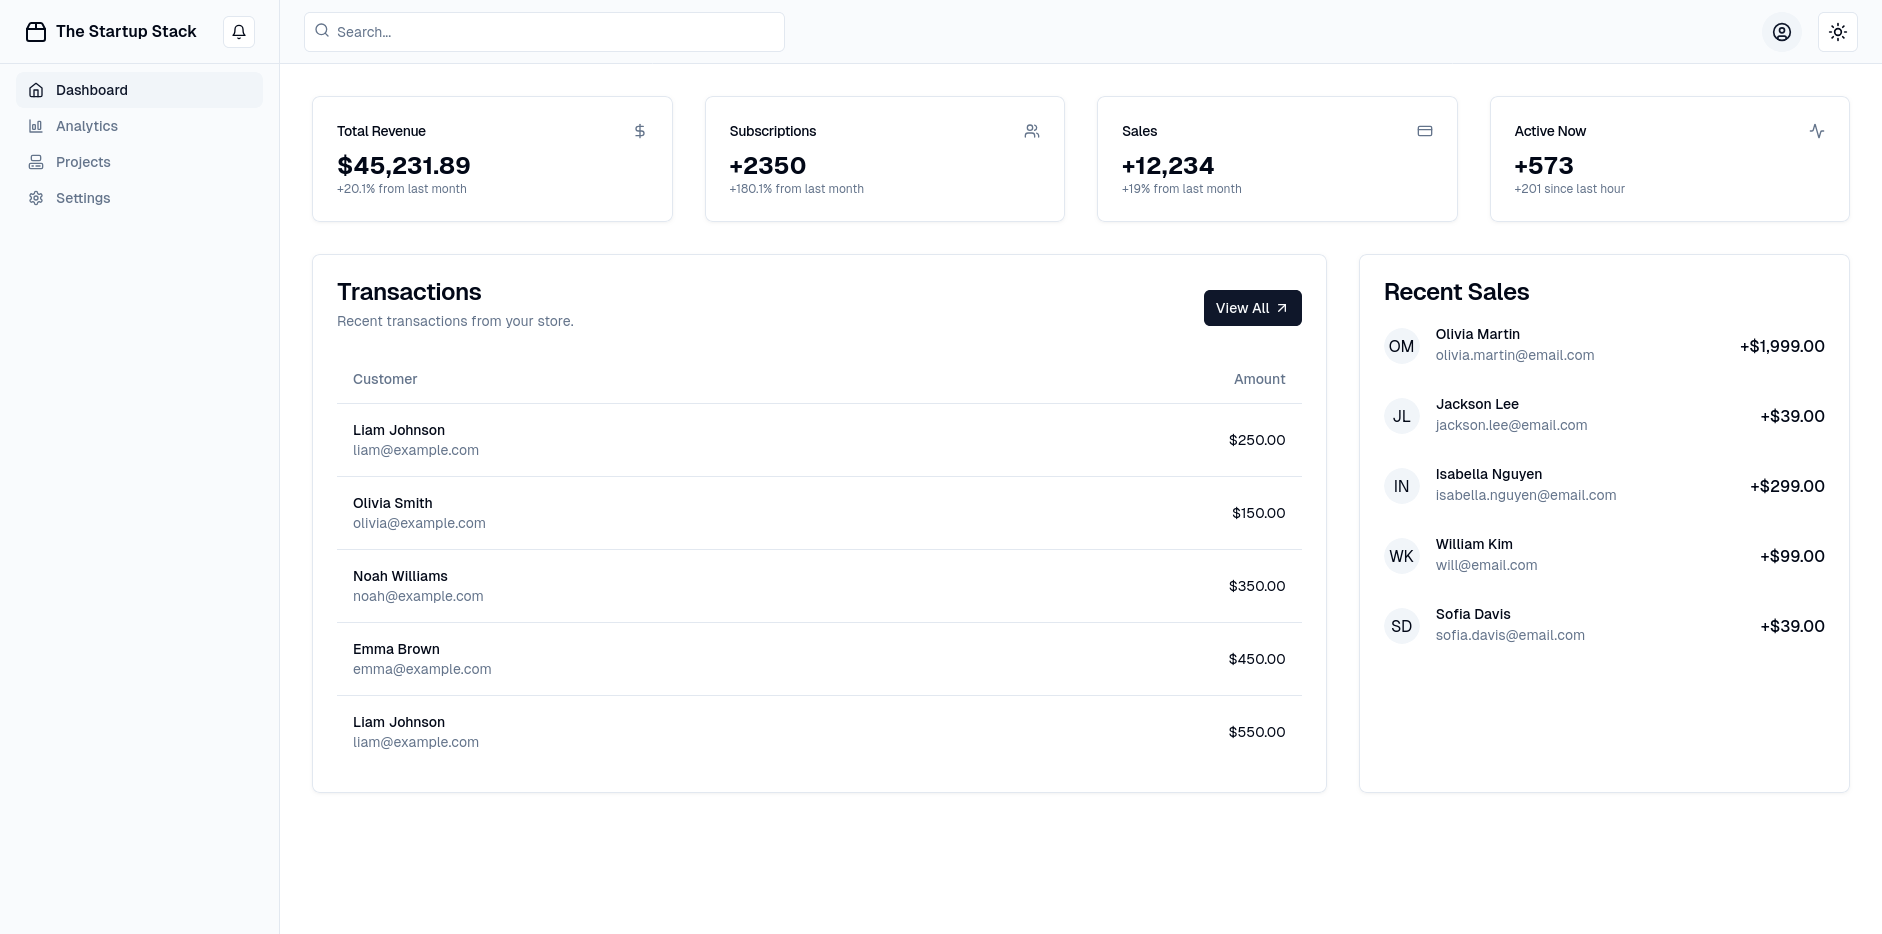 The Startup Stack
Search...
Dashboard
Analytics
Projects
Settings
Total Revenue
$45,231.89
+20.1% from last month
Subscriptions
+2350
+180.1% from last month
Sales
+12,234
+19% from last month
Active Now
+573
+201 since last hour
Transactions
Recent transactions from your store.
View All
Customer Amount
Liam Johnson
liam@example.com
$250.00
Olivia Smith
olivia@example.com
$150.00
Noah Williams
noah@example.com
$350.00
Emma Brown
emma@example.com
$450.00
Liam Johnson
liam@example.com
$550.00
Recent Sales
OM
Olivia Martin
olivia.martin@email.com
+$1,999.00
JL
Jackson Lee
jackson.lee@email.com
+$39.00
IN
Isabella Nguyen
isabella.nguyen@email.com
+$299.00
WK
William Kim
will@email.com
+$99.00
SD
Sofia Davis
sofia.davis@email.com
+$39.00